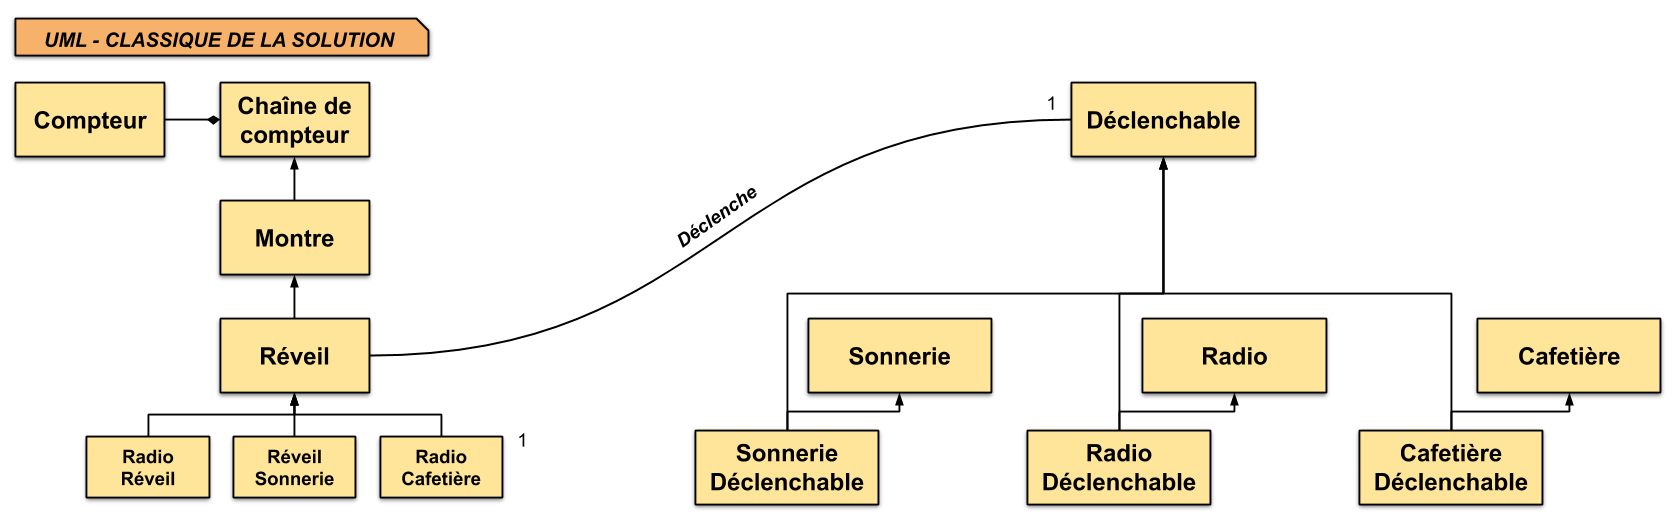 UML - CLASSIQUE DE LA SOLUTION
Compteur
Chaîne de
compteur
1
Déclenchable
Déclenche
Montre
Réveil
Sonnerie
Radio
Cafetière
Radio
Réveil
Réveil
Sonnerie
Radio
Cafetière
1
Sonnerie
Déclenchable
Radio
Déclenchable
Cafetière
Déclenchable